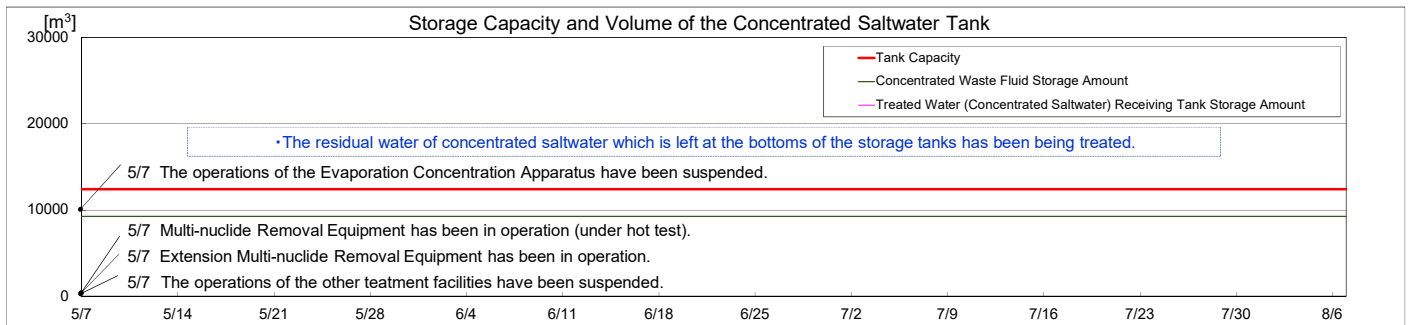 Storage Capacity and Volume of the Concentrated Saltwater Tank
[m³]
30000
20000
10000
0
Tank Capacity
Concentrated Waste Fluid Storage Amount
Treated Water (Concentrated Saltwater) Receiving Tank Storage Amount
・The residual water of concentrated saltwater which is left at the bottoms of the storage tanks has been being treated.
5/7 The operations of the Evaporation Concentration Apparatus have been suspended.
5/7 Multi-nuclide Removal Equipment has been in operation (under hot test).
5/7 Extension Multi-nuclide Removal Equipment has been in operation.
5/7 The operations of the other teatment facilities have been suspended.
5/7 5/14 5/21 5/28 6/4 6/11 6/18 6/25 7/2 7/9 7/16 7/23 7/30 8/6